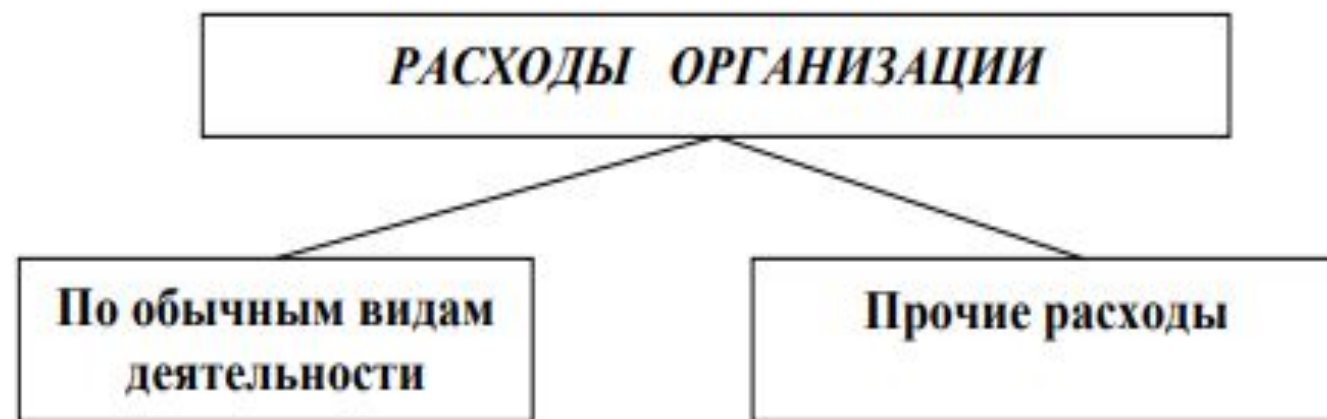 РАСХОДЫ ОРГАНИЗАЦИИ
По обычным видам
деятельности
Прочие расходы